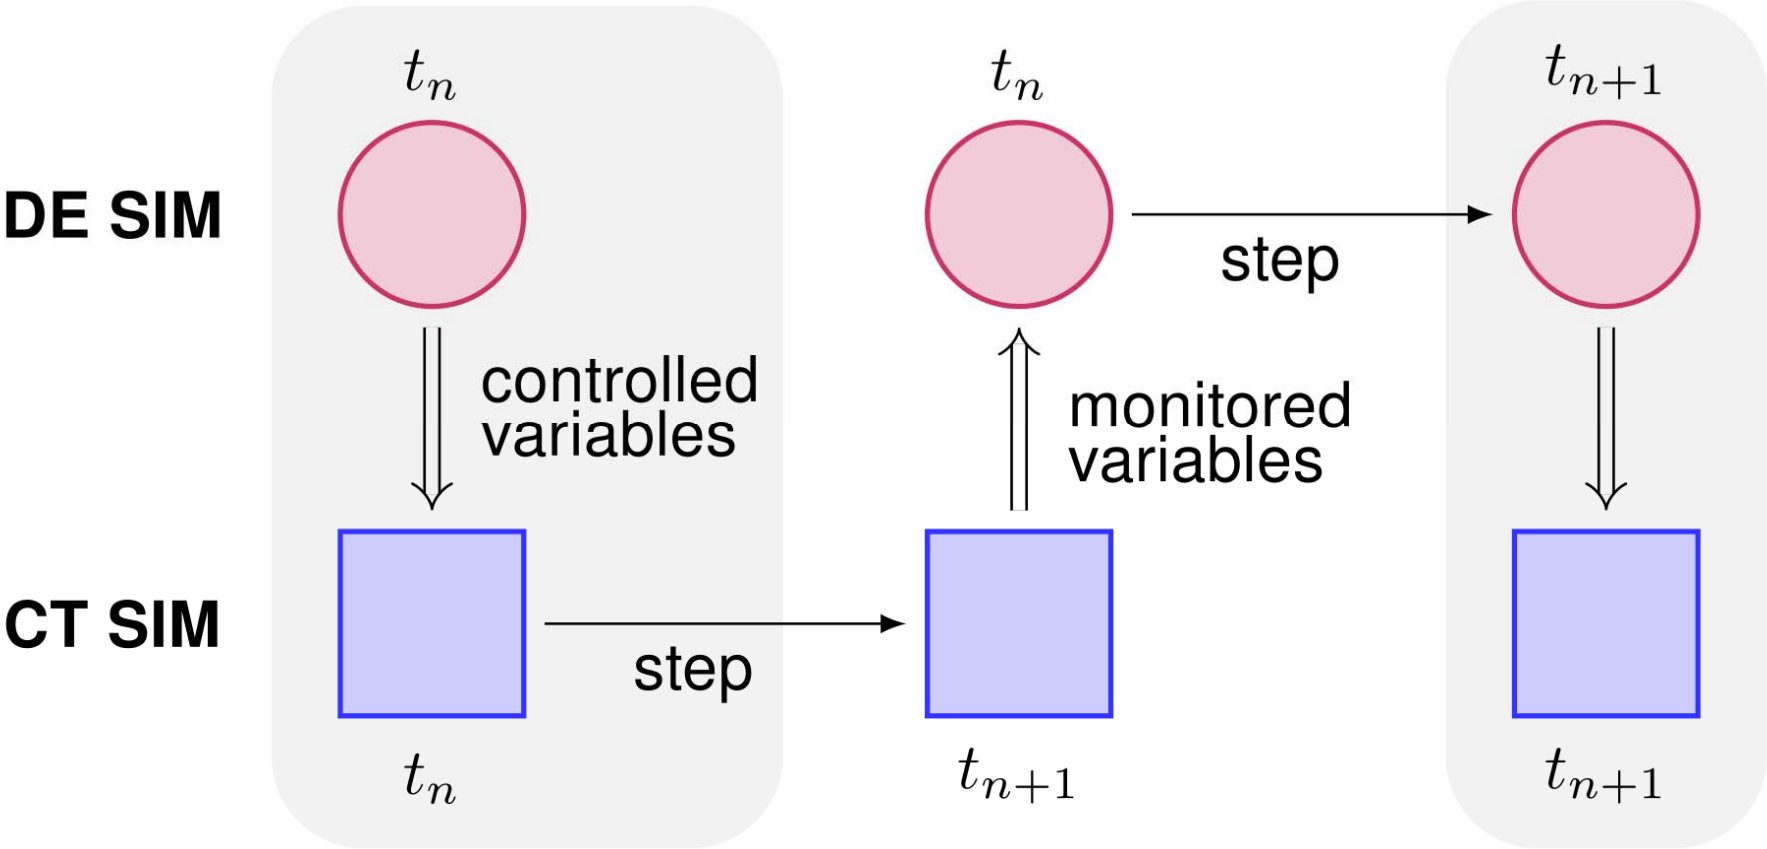 t_n
t_n
t_{n+1}
DE SIM
step
controlled
variables
monitored
variables
CT SIM
step
t_n
t_{n+1}
t_{n+1}